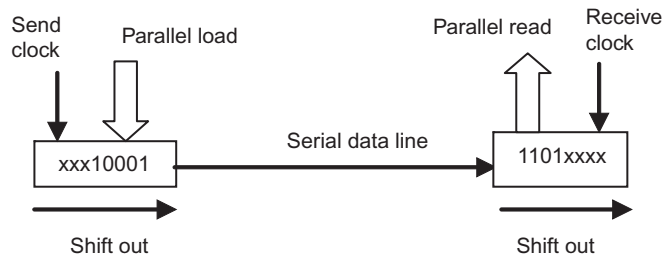 Send
clock
Parallel load
Parallel read
Receive
clock
Serial data line
xxx10001
1101xxxx
Shift out
Shift out